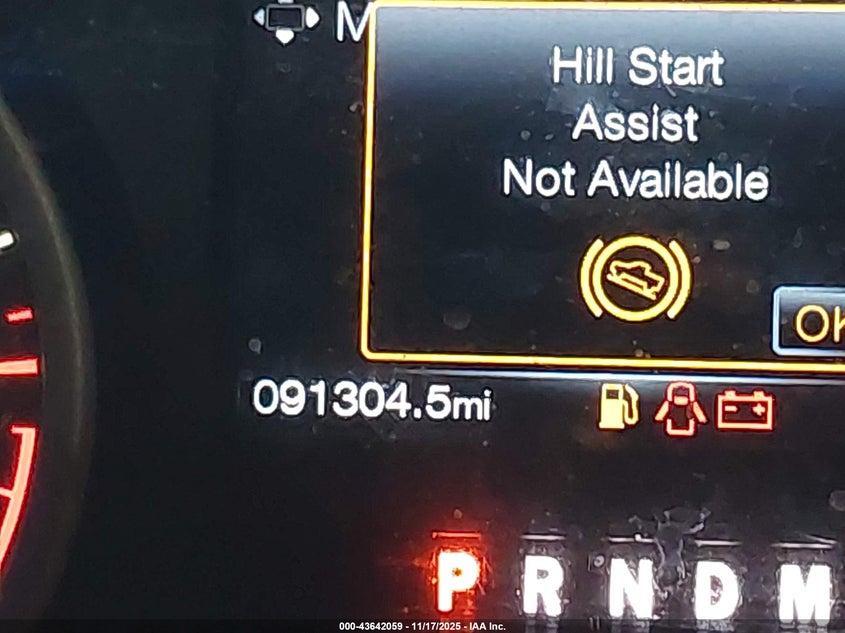 M
Hill Start
Assist
Not Available
OK
091304.5mi
P R N D M
000-43642059 - 11/17/2025 - IAA Inc.